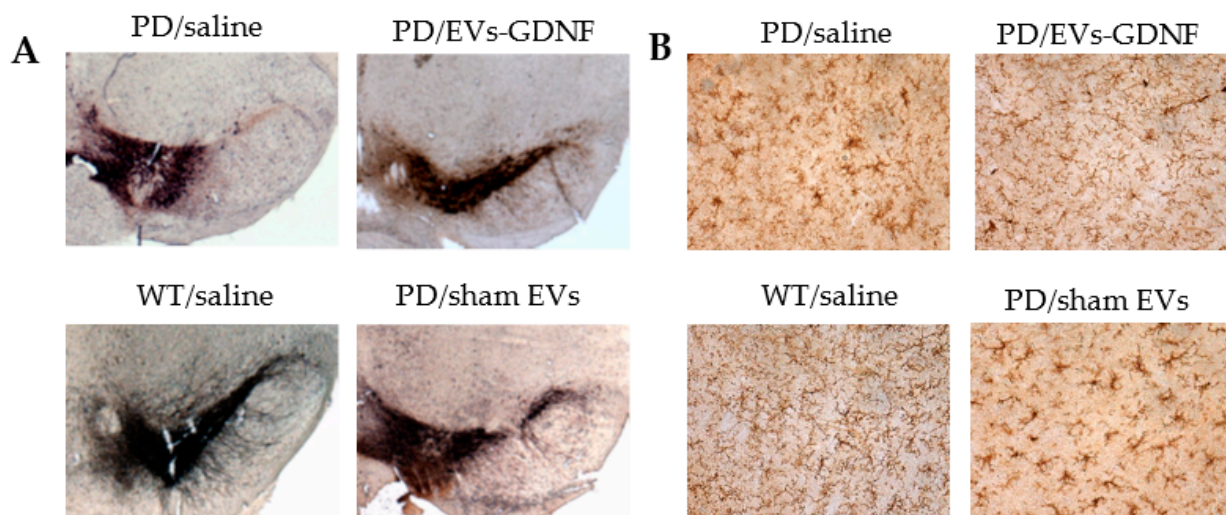 A
PD/saline
PD/EVs-GDNF
WT/saline
PD/sham EVs
B
PD/saline
PD/EVs-GDNF
WT/saline
PD/sham EVs